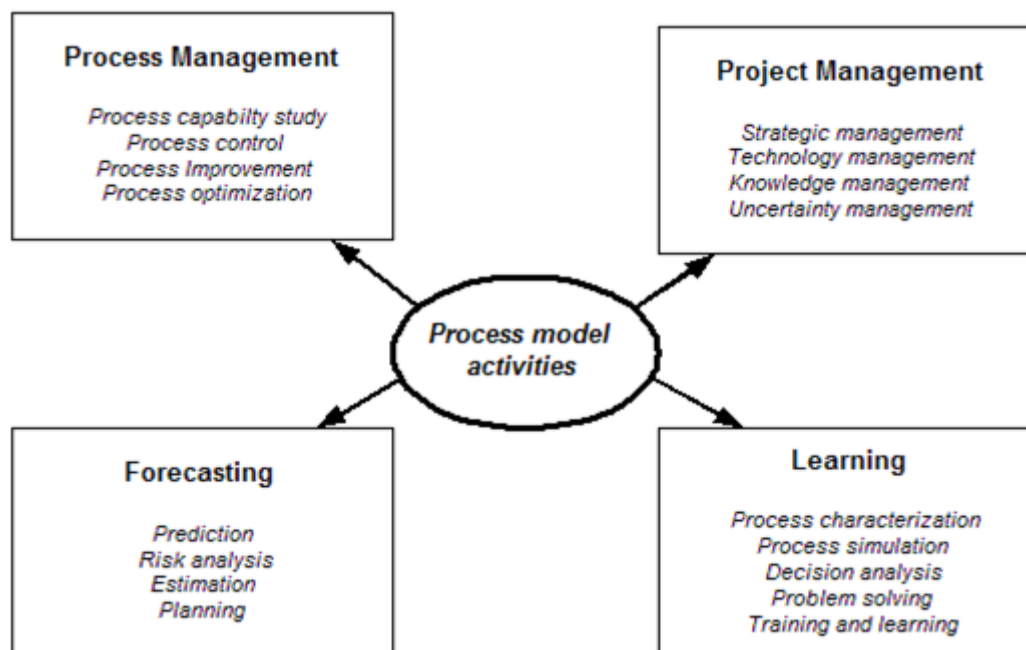 Process Management
Process capabilty study
Process control
Process Improvement
Process optimization
Project Management
Strategic management
Technology management
Knowledge management
Uncertainty management
Process model
activities
Forecasting
Prediction
Risk analysis
Estimation
Planning
Learning
Process characterization
Process simulation
Decision analysis
Problem solving
Training and learning